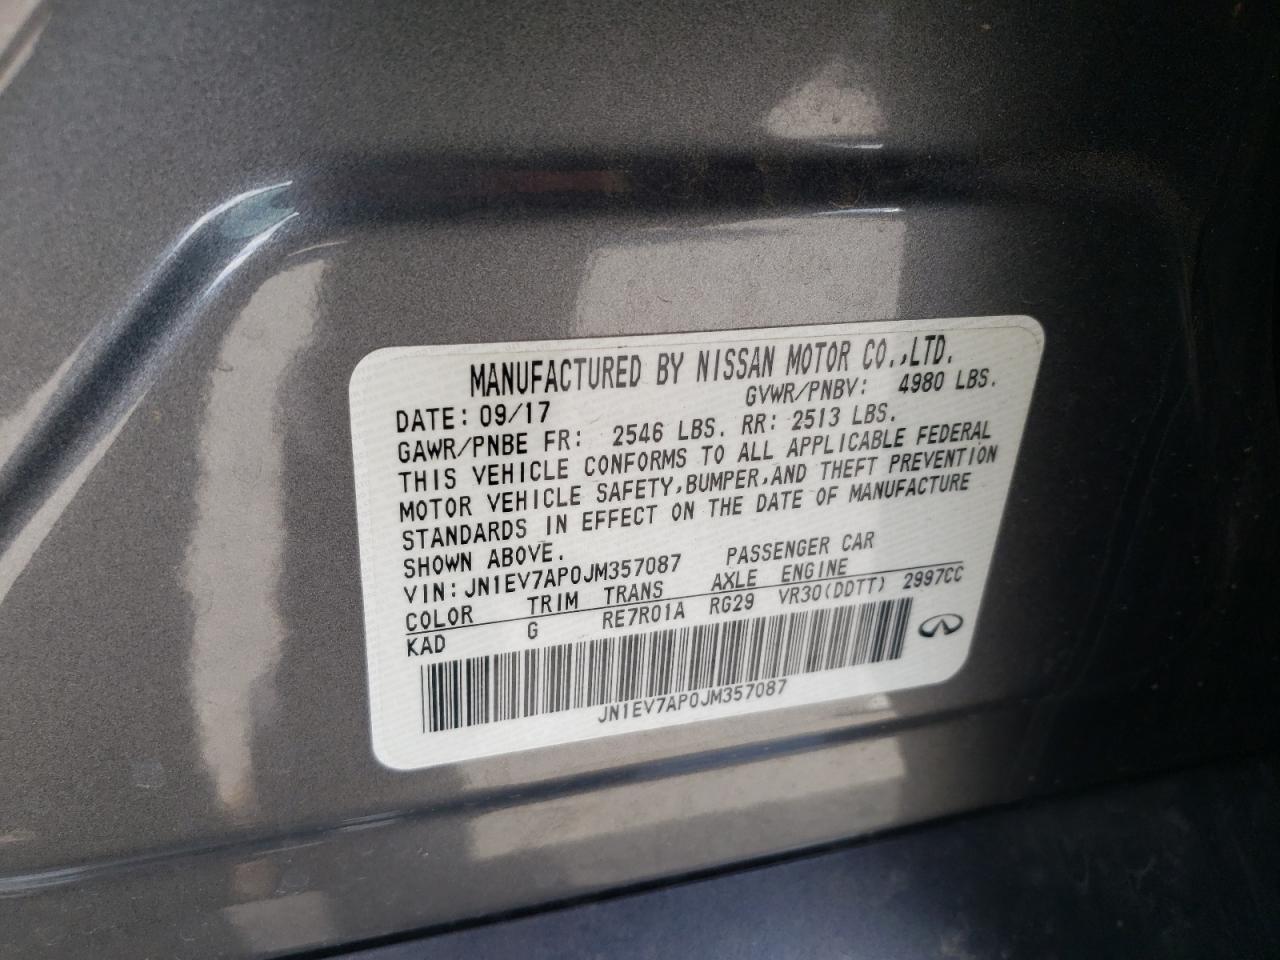 MANUFACTURED BY NISSAN MOTOR CO.,LTD.
DATE: 09/17 GVWR/PNBV: 4980 LBS.
GAWR/PNBE FR: 2546 LBS. RR: 2513 LBS.
THIS VEHICLE CONFORMS TO ALL APPLICABLE FEDERAL
MOTOR VEHICLE SAFETY,BUMPER,AND THEFT PREVENTION
STANDARDS IN EFFECT ON THE DATE OF MANUFACTURE
SHOWN ABOVE.
VIN: JN1EV7AP0JM357087 PASSENGER CAR
COLOR TRIM TRANS AXLE ENGINE
KAD G RE7R01A RG29 VR30(DDTT) 2997CC
JN1EV7AP0JM357087